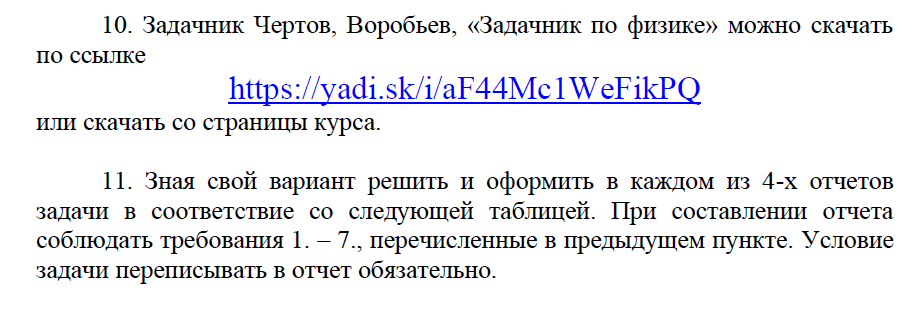 10. Задачник Чертов, Воробьев, «Задачник по физике» можно скачать
по ссылке
https://yadi.sk/i/aF44Mc1WeFikPQ
или скачать со страницы курса.
11. Зная свой вариант решить и оформить в каждом из 4-х отчетов
задачи в соответствие со следующей таблицей. При составлении отчета
соблюдать требования 1. – 7., перечисленные в предыдущем пункте. Условие
задачи переписывать в отчет обязательно.